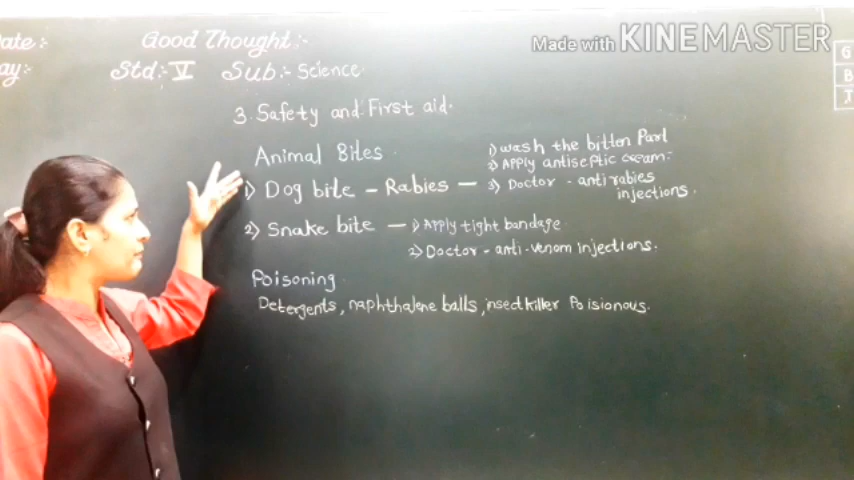 Date:-
Good Thought:-
Made with KINEMASTER
Day:-
Std:- V Sub:- Science
G
B
T
3. Safety and First aid.
Animal Bites
1) Dog bite - Rabies -
1) wash the bitten Part
2) Apply antiseptic cream.
3) Doctor - anti rabies
injections.
2) Snake bite - 1) Apply tight bandage
2) Doctor - anti-venom injections.
Poisoning
Detergents, naphthalene balls, insect killer Poisionous.